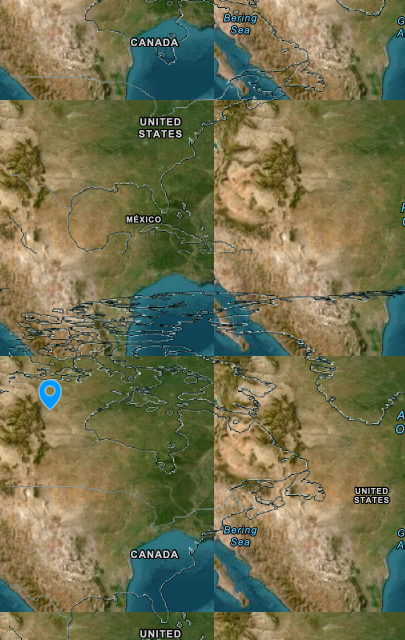 Bering
Sea
G
CANADA
UNITED
STATES
MÉXICO
A
O
UNITED
STATES
Bering
Sea
G
CANADA
UNITED